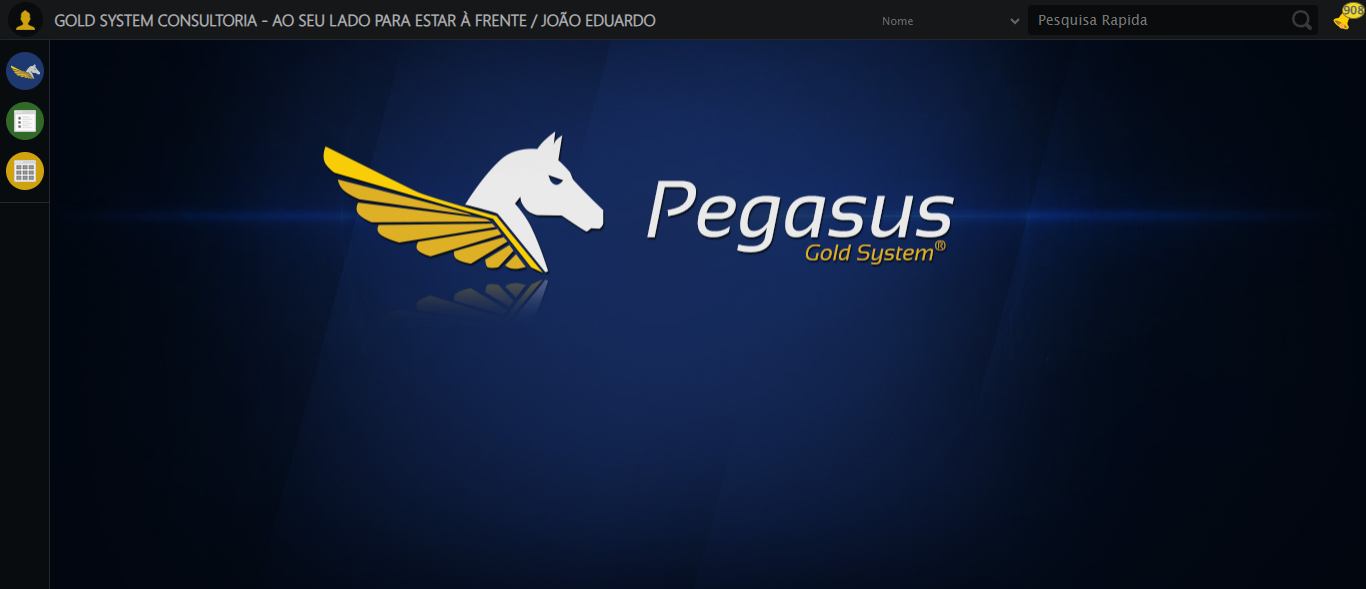 GOLD SYSTEM CONSULTORIA - AO SEU LADO PARA ESTAR À FRENTE / JOÃO EDUARDO
Nome
Pesquisa Rapida
908
Pegasus
Gold System®